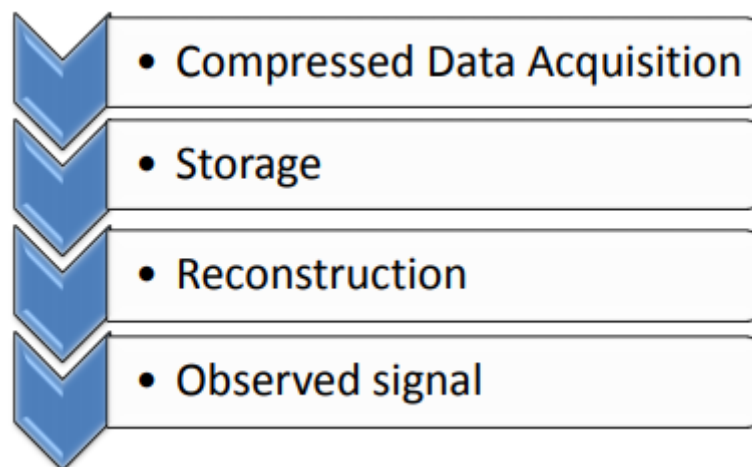 • Compressed Data Acquisition
• Storage
• Reconstruction
• Observed signal